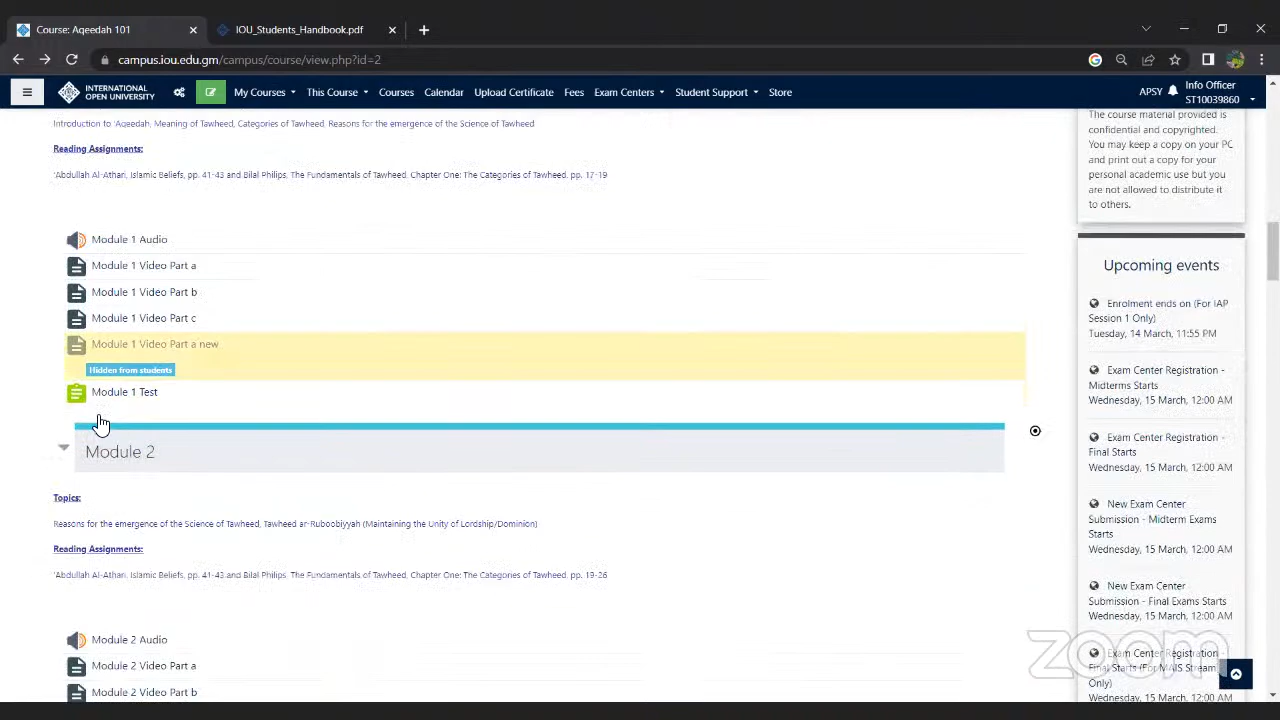 Course: Aqeedah 101
IOU_Students_Handbook.pdf
campus.iou.edu.gm/campus/course/view.php?id=2
INTERNATIONAL
OPEN UNIVERSITY
My Courses
This Course
Courses
Calendar
Upload Certificate
Fees
Exam Centers
Student Support
Store
APSY
Info Officer
ST10039860
Introduction to 'Aqeedah, Meaning of Tawheed, Categories of Tawheed, Reasons for the emergence of the Science of Tawheed
Reading Assignments:
'Abdullah Al-Athari, Islamic Beliefs, pp. 41-43 and Bilal Philips, The Fundamentals of Tawheed, Chapter One: The Categories of Tawheed, pp. 17-19
Module 1 Audio
Module 1 Video Part a
Module 1 Video Part b
Module 1 Video Part c
Module 1 Video Part a new
Hidden from students
Module 1 Test
Module 2
Topics:
Reasons for the emergence of the Science of Tawheed, Tawheed ar-Ruboobiyyah (Maintaining the Unity of Lordship/Dominion)
Reading Assignments:
'Abdullah Al-Athari, Islamic Beliefs, pp. 41-43 and Bilal Philips, The Fundamentals of Tawheed, Chapter One: The Categories of Tawheed, pp. 19-26
Module 2 Audio
Module 2 Video Part a
Module 2 Video Part b
The course material provided is
confidential and copyrighted.
You may keep a copy on your PC
and print out a copy for your
personal academic use but you
are not allowed to distribute it
to others.
Upcoming events
Enrolment ends on (For IAP
Session 1 Only)
Tuesday, 14 March, 11:55 PM
Exam Center Registration -
Midterms Starts
Wednesday, 15 March, 12:00 AM
Exam Center Registration -
Final Starts
Wednesday, 15 March, 12:00 AM
New Exam Center
Submission - Midterm Exams
Starts
Wednesday, 15 March, 12:00 AM
New Exam Center
Submission - Final Exams Starts
Wednesday, 15 March, 12:00 AM
Exam Center Registration -
Final Starts (For MAIS Stream
Only)
Wednesday, 15 March, 12:00 AM
zoom